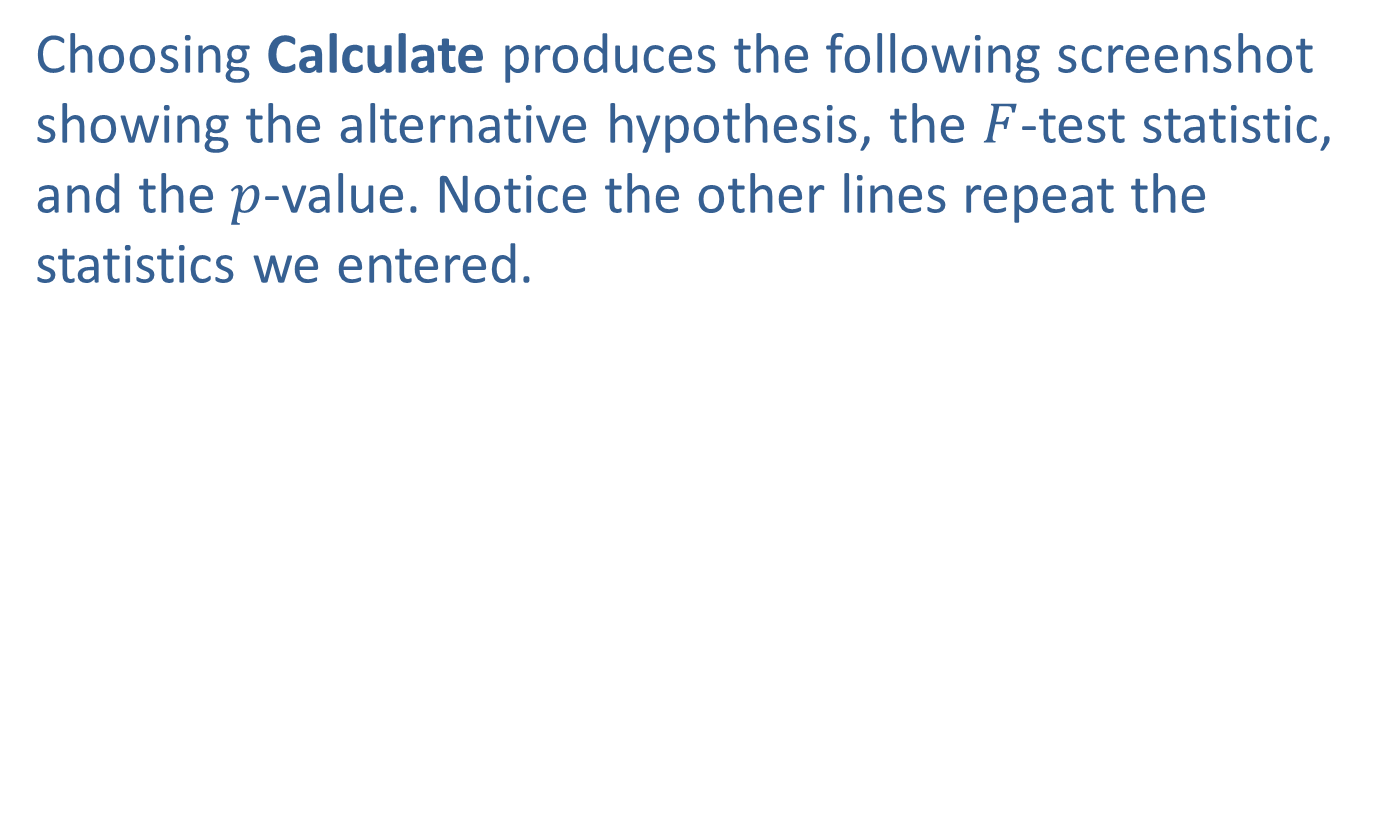 Choosing Calculate produces the following screenshot
showing the alternative hypothesis, the F-test statistic,
and the p-value. Notice the other lines repeat the
statistics we entered.